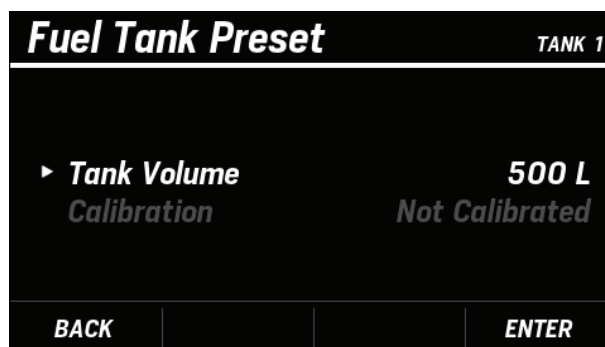 Fuel Tank Preset TANK 1
Tank Volume 500 L
Calibration Not Calibrated
BACK ENTER